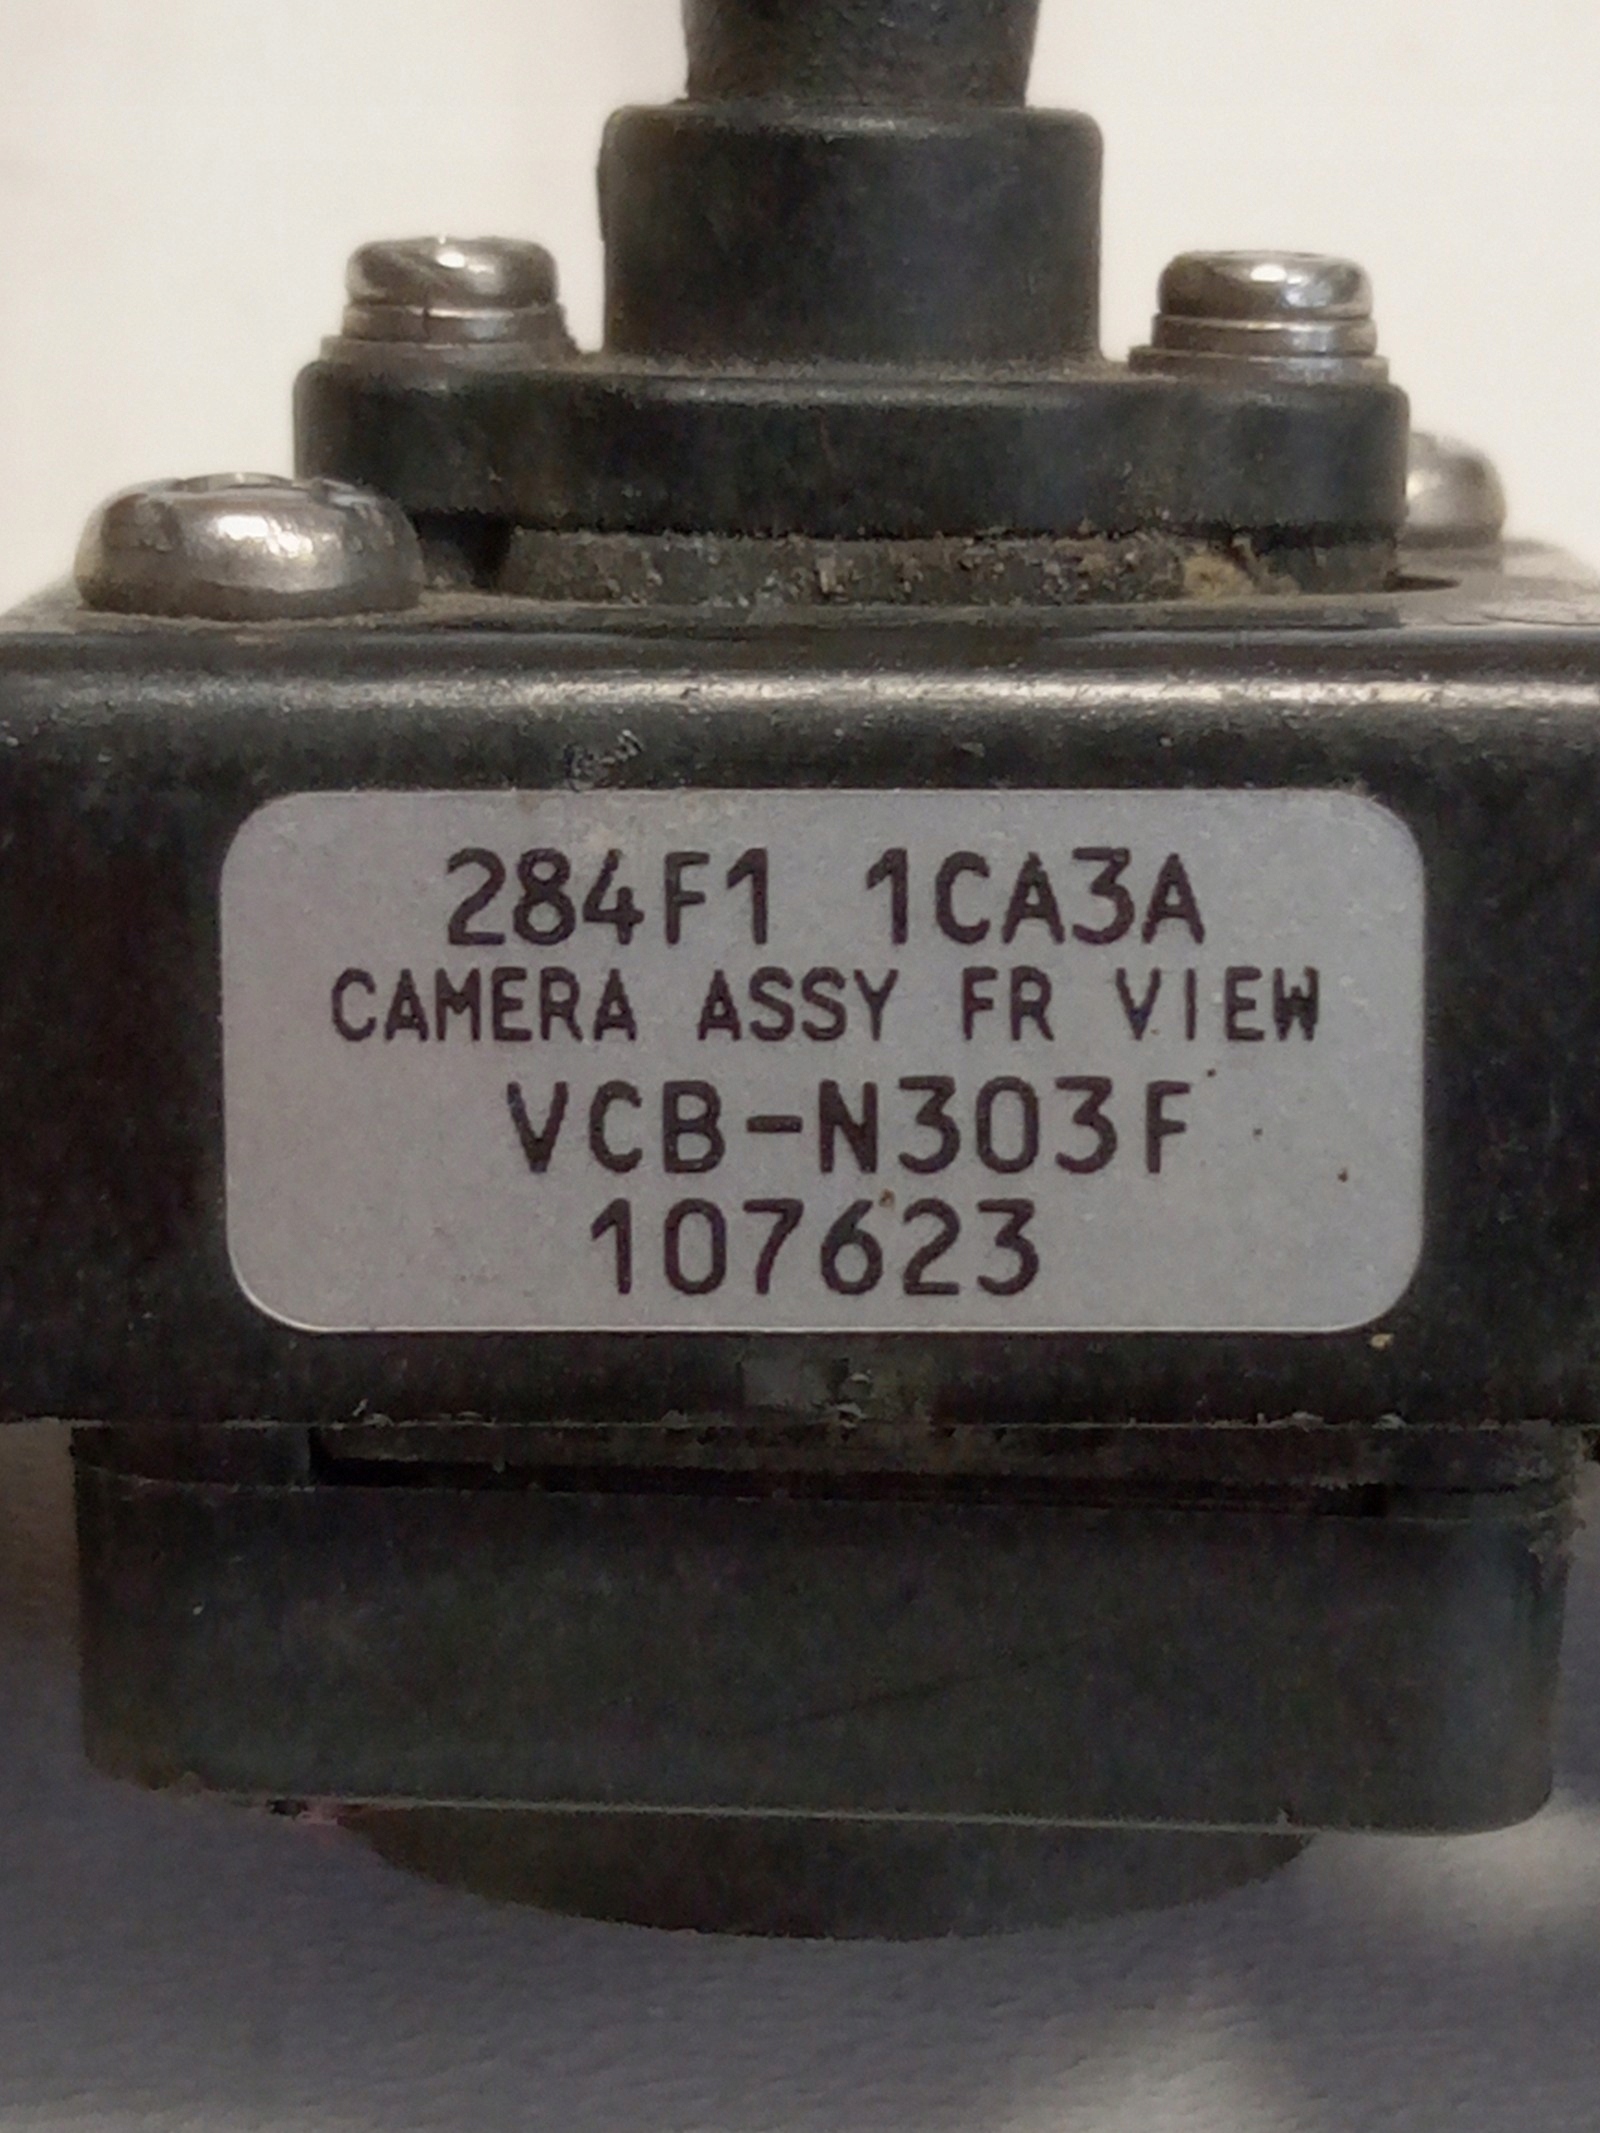 284F1 1CA3A
CAMERA ASSY FR VIEW
VCB-N303F
107623